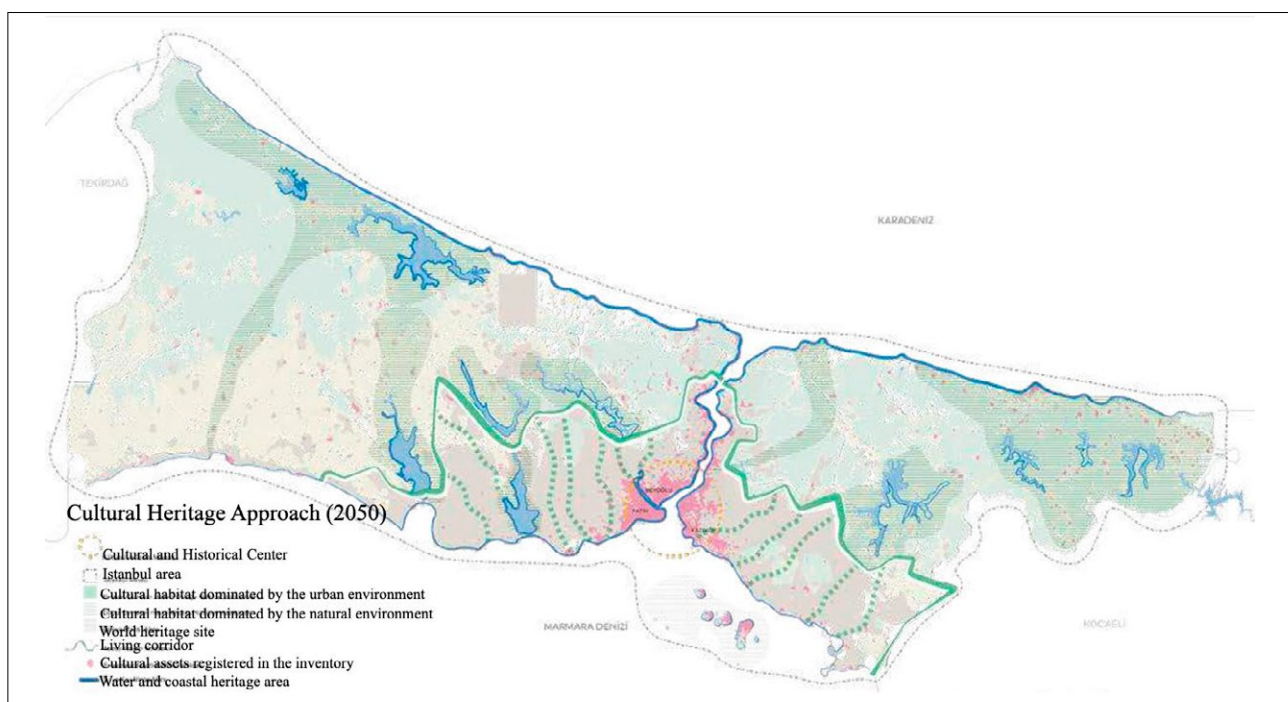 TEKİRDAĞ
KARADENİZ
BEYOĞLU
FATİH
KADIKÖY
MARMARA DENİZİ
KOCAELİ
Cultural Heritage Approach (2050)
Cultural and Historical Center
Istanbul area
Cultural habitat dominated by the urban environment
Cultural habitat dominated by the natural environment
World heritage site
Living corridor
Cultural assets registered in the inventory
Water and coastal heritage area